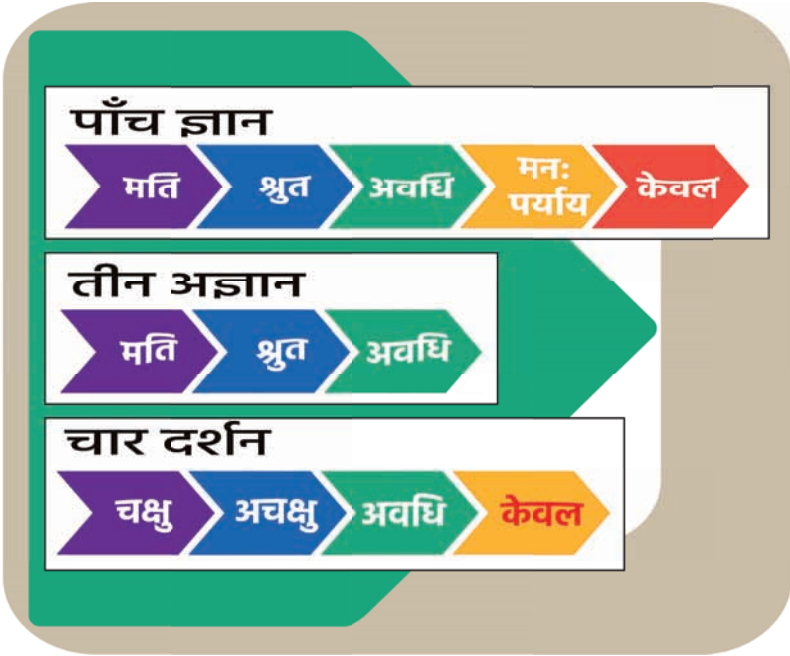 पाँच ज्ञान
मति श्रुत अवधि मनः पर्याय केवल
तीन अज्ञान
मति श्रुत अवधि
चार दर्शन
चक्षु अचक्षु अवधि केवल